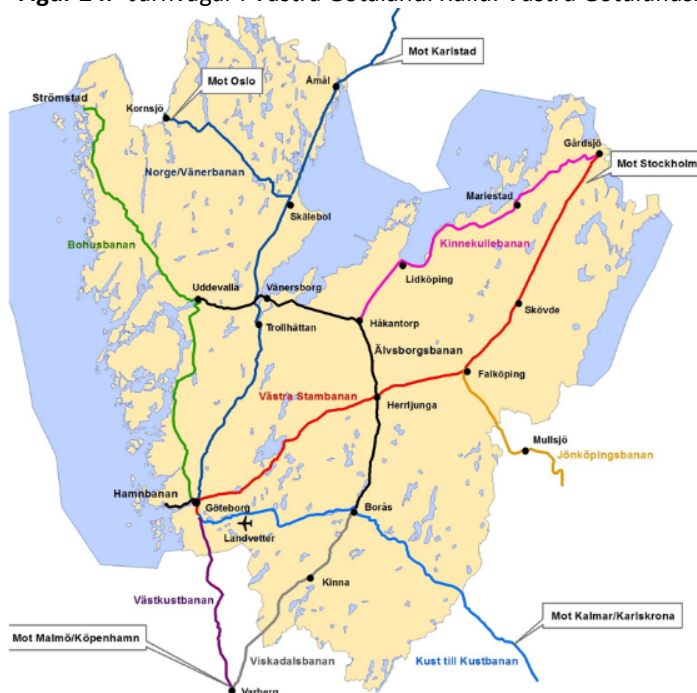 Mot Karlstad
Mot Oslo
Åmål
Strömstad
Kornsjö
Gårdsjö
Mot Stockholm
Norge/Vänerbanan
Mariestad
Skälebol
Kinnekullebanan
Bohusbanan
Lidköping
Uddevalla
Vänersborg
Skövde
Trollhättan
Håkantorp
Älvsborgsbanan
Falköping
Västra Stambanan
Herrljunga
Mullsjö
Jönköpingsbanan
Hamnbanan
Göteborg
Borås
Landvetter
Kinna
Västkustbanan
Mot Kalmar/Karlskrona
Mot Malmö/Köpenhamn
Viskadalsbanan
Kust till Kustbanan
Varberg